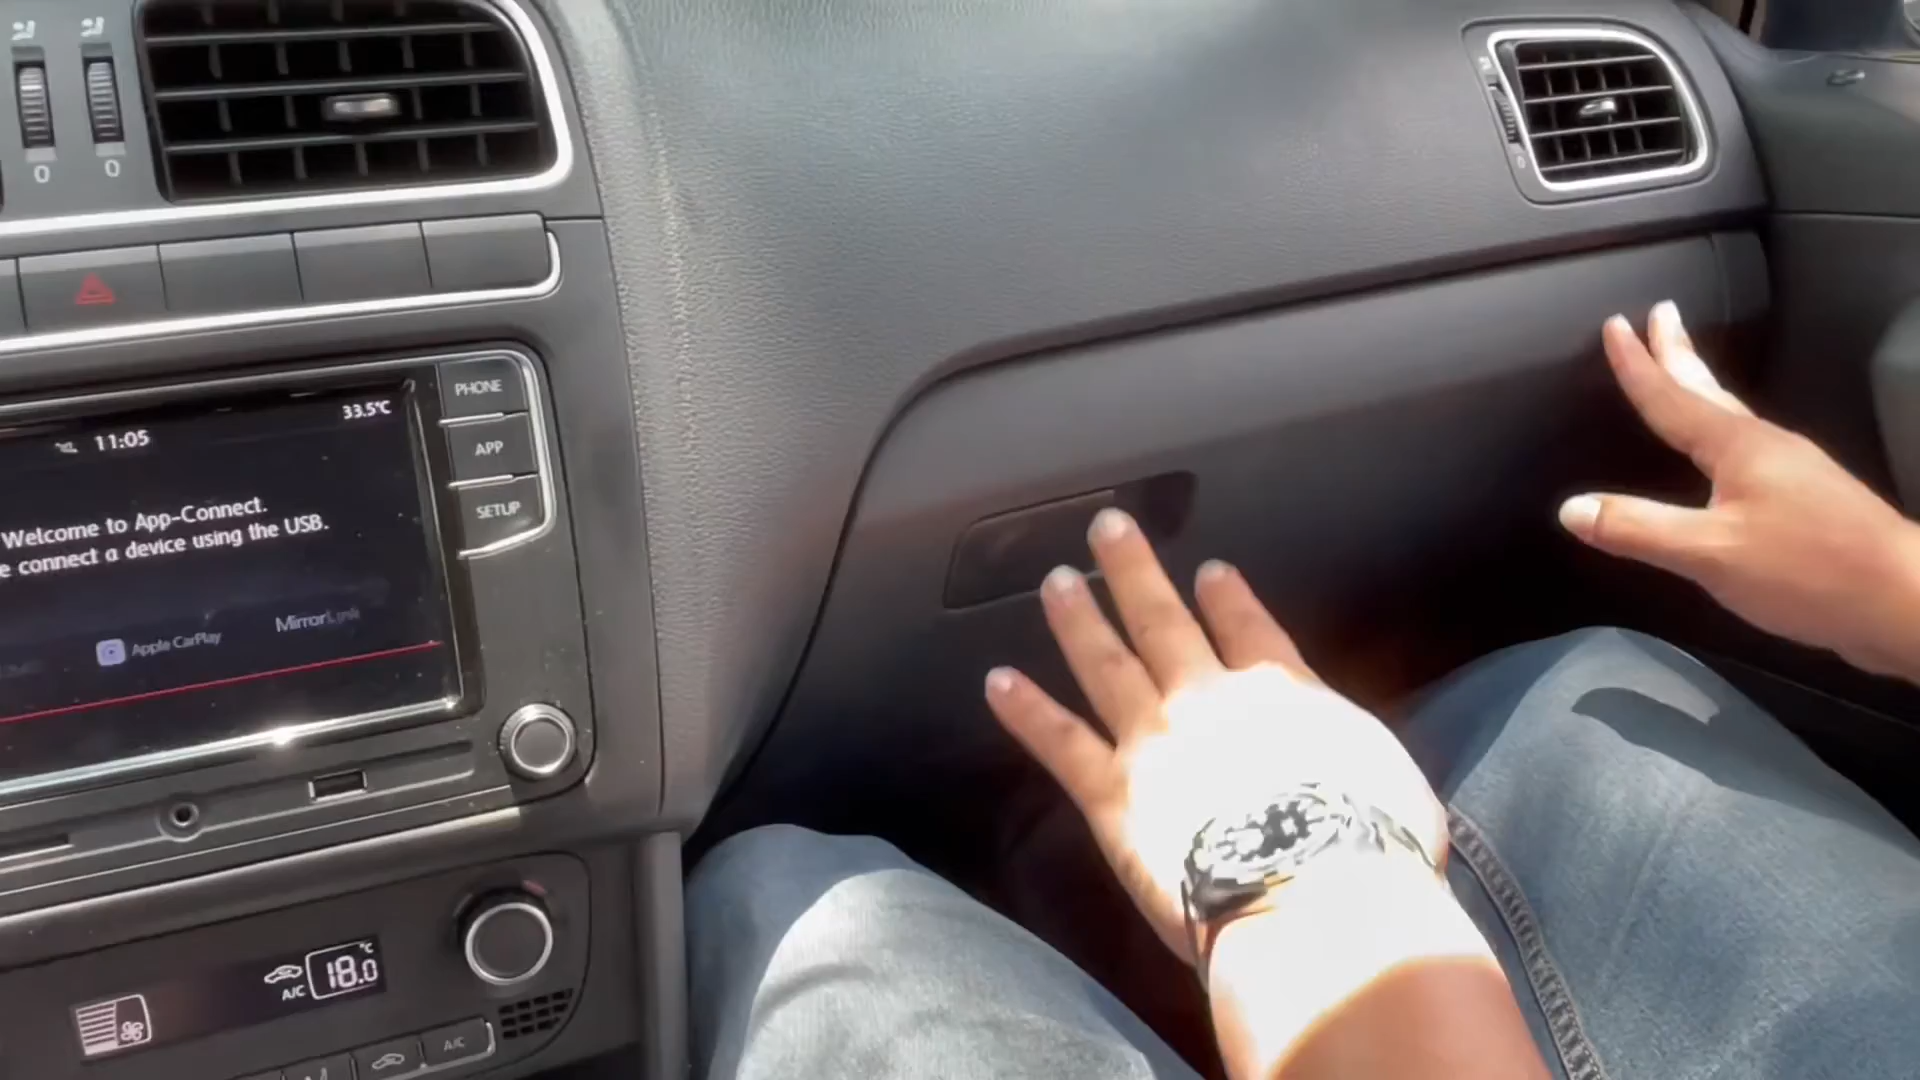 0 0
0
PHONE
33.5°C
11:05
APP
Welcome to App-Connect.
SETUP
e connect a device using the USB.
MirrorLink
Apple CarPlay
°C
18.0
A/C
A/C